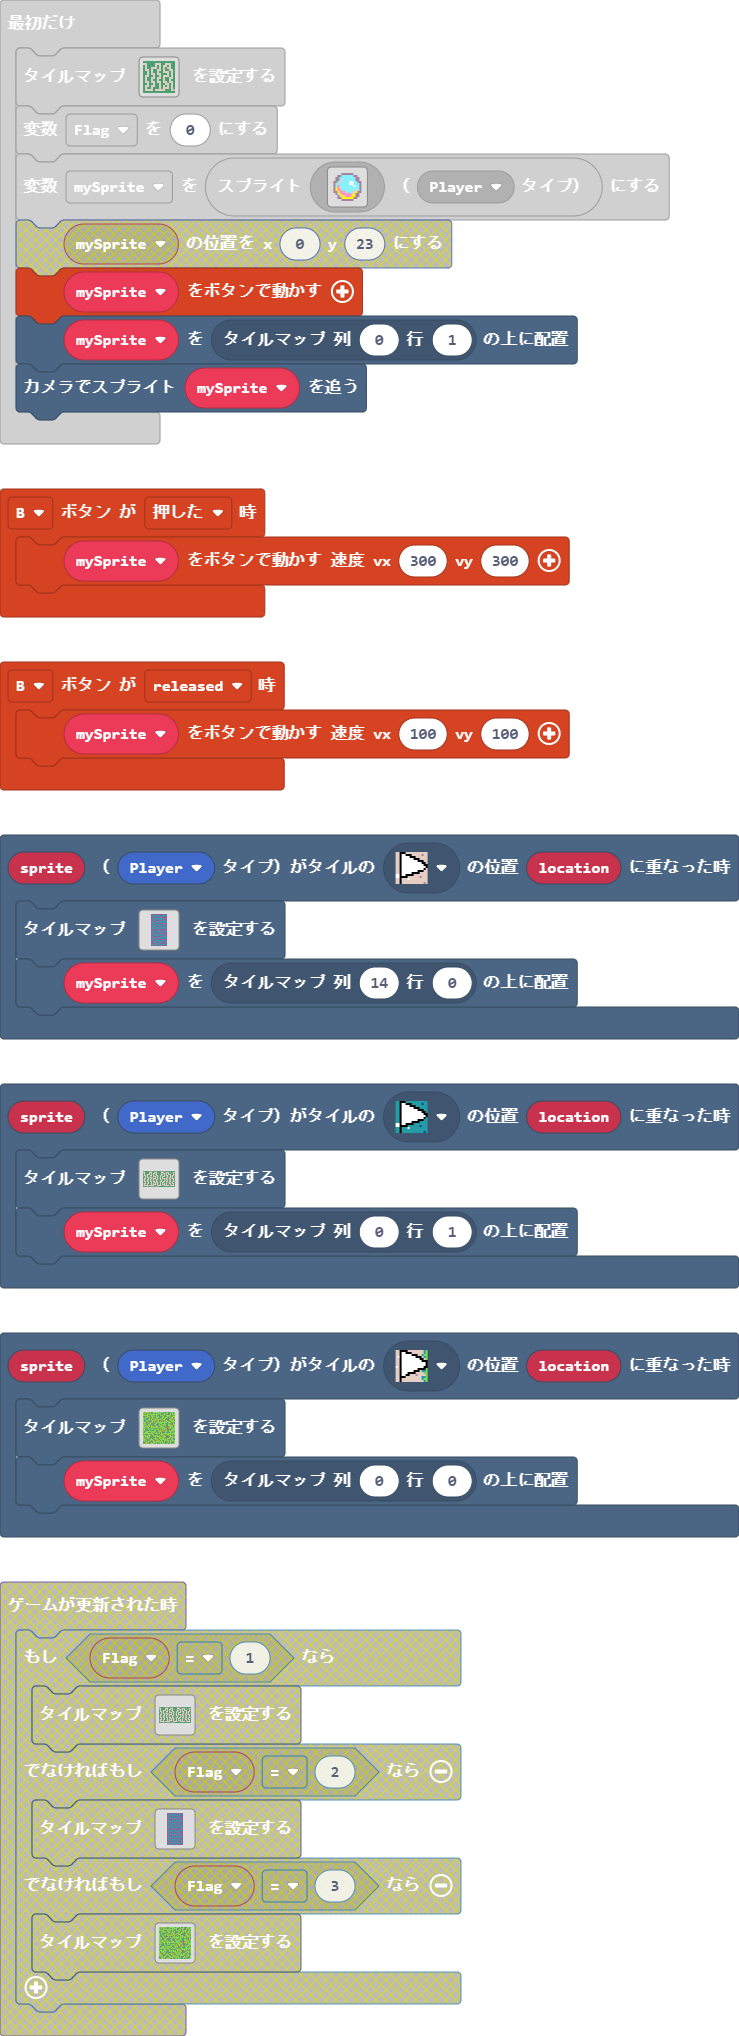 最初だけ
タイルマップ を設定する
変数 Flag を 0 にする
変数 mySprite を スプライト ( Player タイプ) にする
mySprite の位置を x 0 y 23 にする
mySprite をボタンで動かす
mySprite を タイルマップ 列 0 行 1 の上に配置
カメラでスプライト mySprite を追う
B ボタン が 押した 時
mySprite をボタンで動かす 速度 vx 300 vy 300
B ボタン が released 時
mySprite をボタンで動かす 速度 vx 100 vy 100
sprite ( Player タイプ) がタイルの の位置 location に重なった時
タイルマップ を設定する
mySprite を タイルマップ 列 14 行 0 の上に配置
sprite ( Player タイプ) がタイルの の位置 location に重なった時
タイルマップ を設定する
mySprite を タイルマップ 列 0 行 1 の上に配置
sprite ( Player タイプ) がタイルの の位置 location に重なった時
タイルマップ を設定する
mySprite を タイルマップ 列 0 行 0 の上に配置
ゲームが更新された時
もし Flag = 1 なら
タイルマップ を設定する
でなければもし Flag = 2 なら
タイルマップ を設定する
でなければもし Flag = 3 なら
タイルマップ を設定する